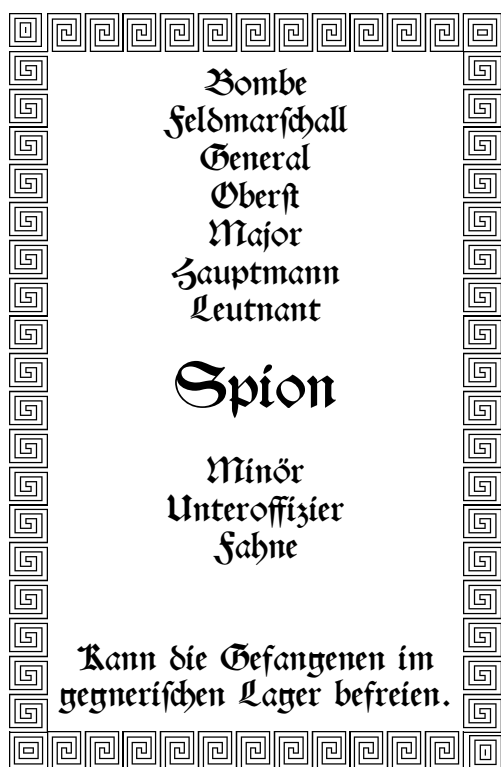 Bombe
Feldmarschall
General
Oberst
Major
Hauptmann
Leutnant
Spion
Minör
Unteroffizier
Fahne
Kann die Gefangenen im
gegnerischen Lager befreien.